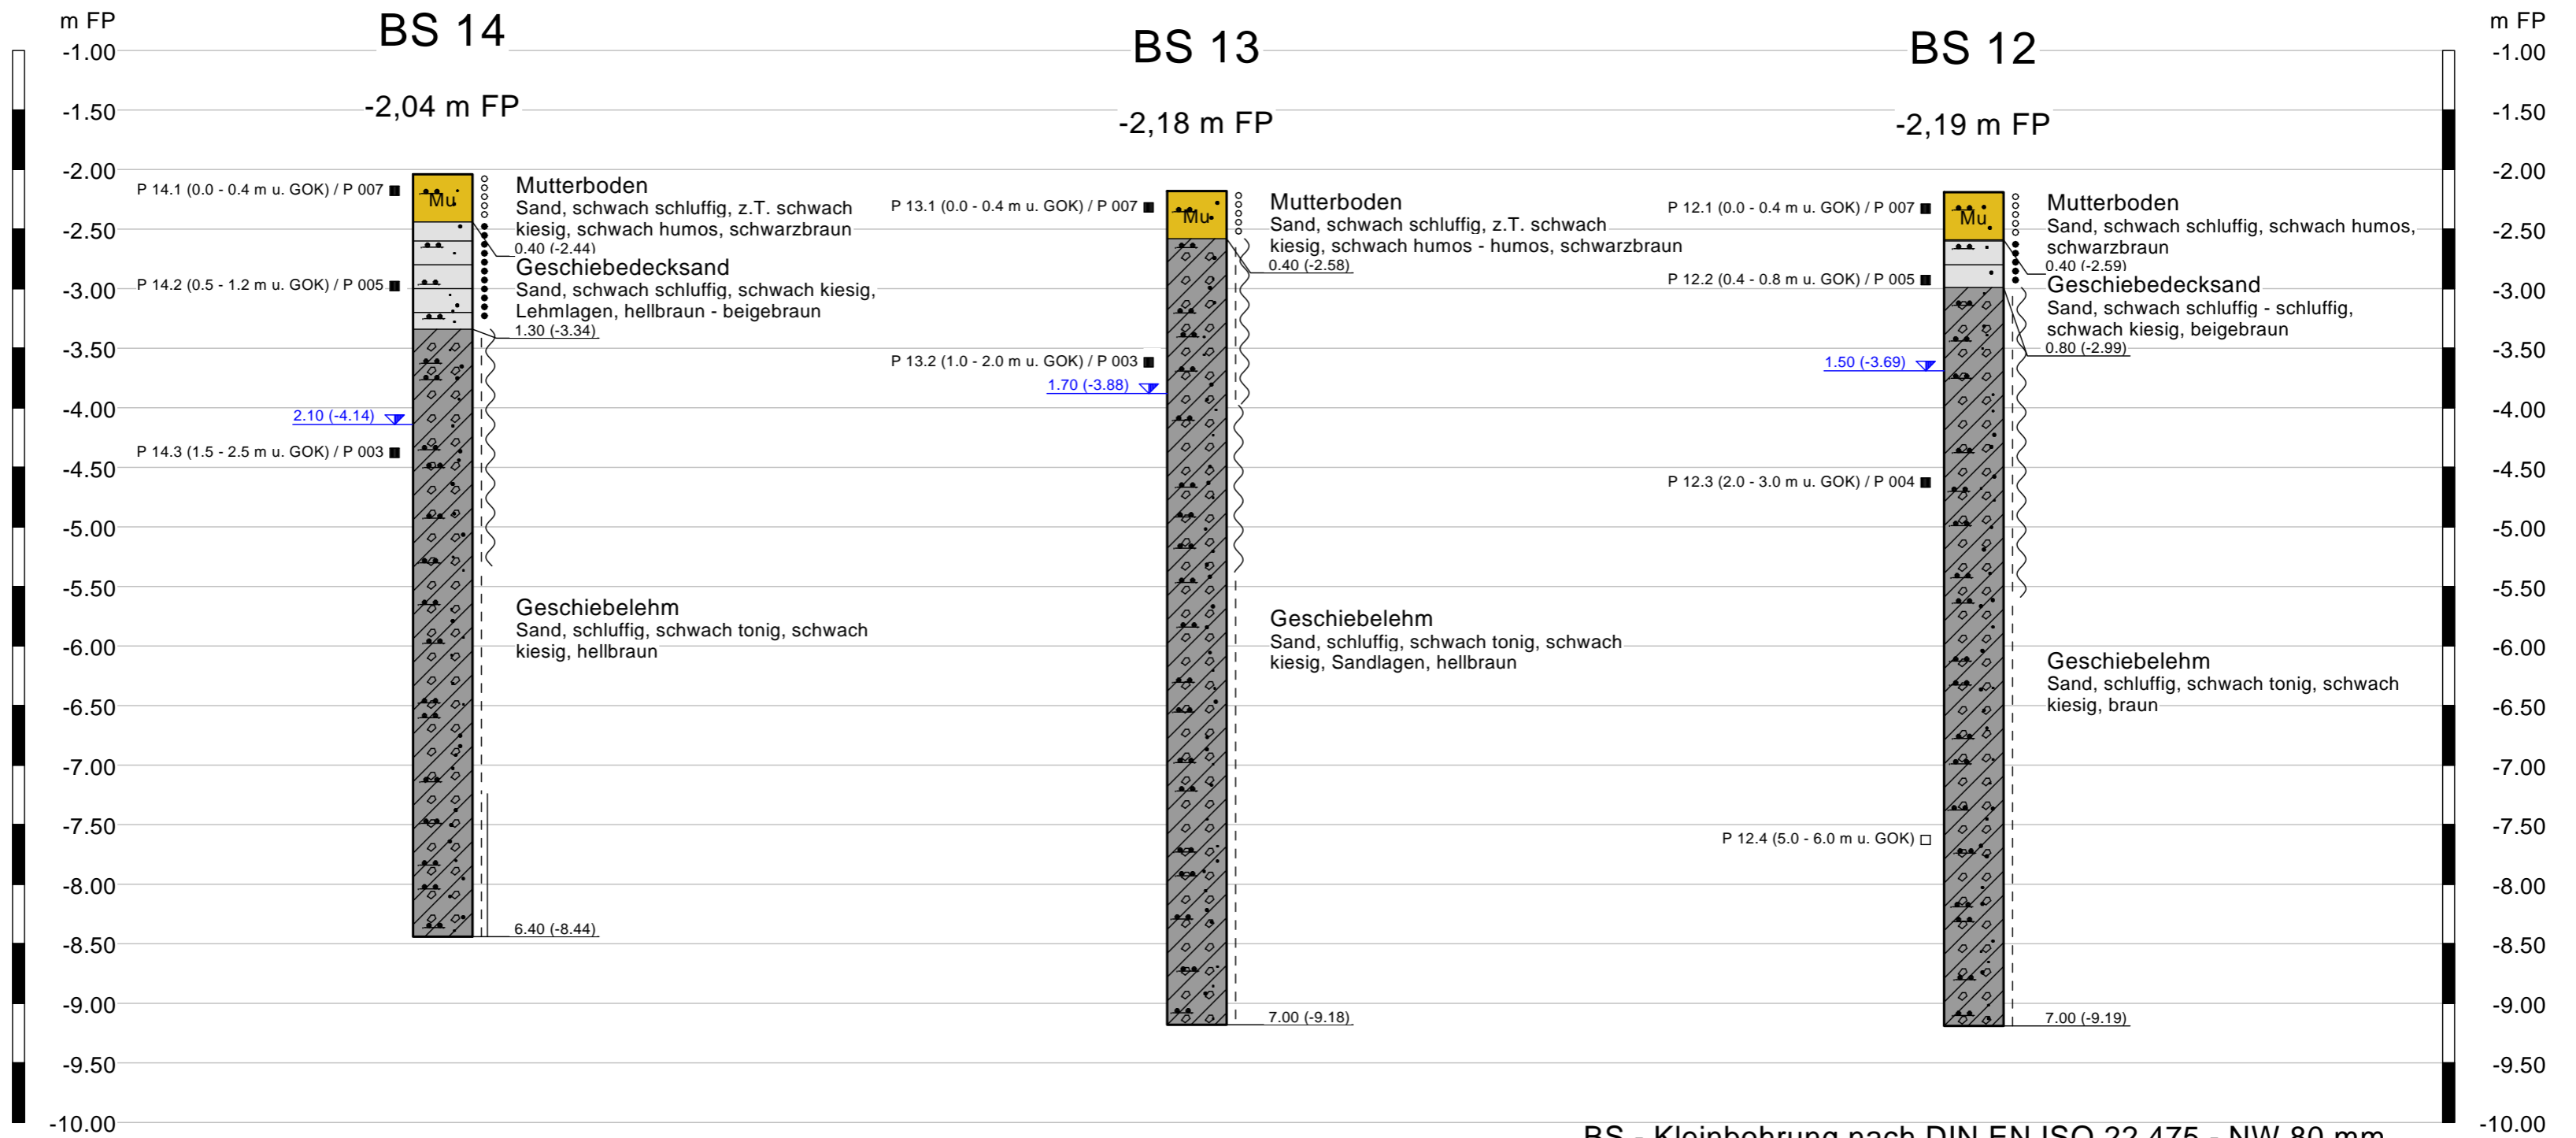 m FP
-1.00
-1.50
-2.00
-2.50
-3.00
-3.50
-4.00
-4.50
-5.00
-5.50
-6.00
-6.50
-7.00
-7.50
-8.00
-8.50
-9.00
-9.50
-10.00
BS 14
-2,04 m FP
P 14.1 (0.0 - 0.4 m u. GOK) / P 007
P 14.2 (0.5 - 1.2 m u. GOK) / P 005
2.10 (-4.14)
P 14.3 (1.5 - 2.5 m u. GOK) / P 003
Mu
Mutterboden
Sand, schwach schluffig, z.T. schwach
kiesig, schwach humos, schwarzbraun
0.40 (-2.44)
Geschiebedecksand
Sand, schwach schluffig, schwach kiesig,
Lehmlagen, hellbraun - beigebraun
1.30 (-3.34)
Geschiebelehm
Sand, schluffig, schwach tonig, schwach
kiesig, hellbraun
6.40 (-8.44)
BS 13
-2,18 m FP
P 13.1 (0.0 - 0.4 m u. GOK) / P 007
P 13.2 (1.0 - 2.0 m u. GOK) / P 003
1.70 (-3.88)
Mu
Mutterboden
Sand, schwach schluffig, z.T. schwach
kiesig, schwach humos - humos, schwarzbraun
0.40 (-2.58)
Geschiebelehm
Sand, schluffig, schwach tonig, schwach
kiesig, Sandlagen, hellbraun
7.00 (-9.18)
BS 12
-2,19 m FP
P 12.1 (0.0 - 0.4 m u. GOK) / P 007
P 12.2 (0.4 - 0.8 m u. GOK) / P 005
1.50 (-3.69)
P 12.3 (2.0 - 3.0 m u. GOK) / P 004
P 12.4 (5.0 - 6.0 m u. GOK)
Mu
Mutterboden
Sand, schwach schluffig, schwach humos,
schwarzbraun
0.40 (-2.59)
Geschiebedecksand
Sand, schwach schluffig - schluffig,
schwach kiesig, beigebraun
0.80 (-2.99)
Geschiebelehm
Sand, schluffig, schwach tonig, schwach
kiesig, braun
7.00 (-9.19)
m FP
-1.00
-1.50
-2.00
-2.50
-3.00
-3.50
-4.00
-4.50
-5.00
-5.50
-6.00
-6.50
-7.00
-7.50
-8.00
-8.50
-9.00
-9.50
-10.00
BS - Kleinbohrung nach DIN EN ISO 22 475 - NW 80 mm